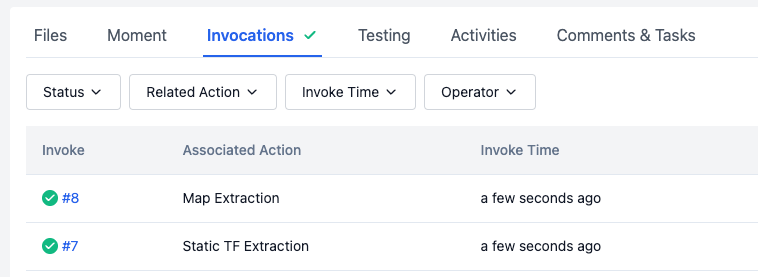 Files Moment Invocations Testing Activities Comments & Tasks
Status Related Action Invoke Time Operator
Invoke Associated Action Invoke Time
#8 Map Extraction a few seconds ago
#7 Static TF Extraction a few seconds ago